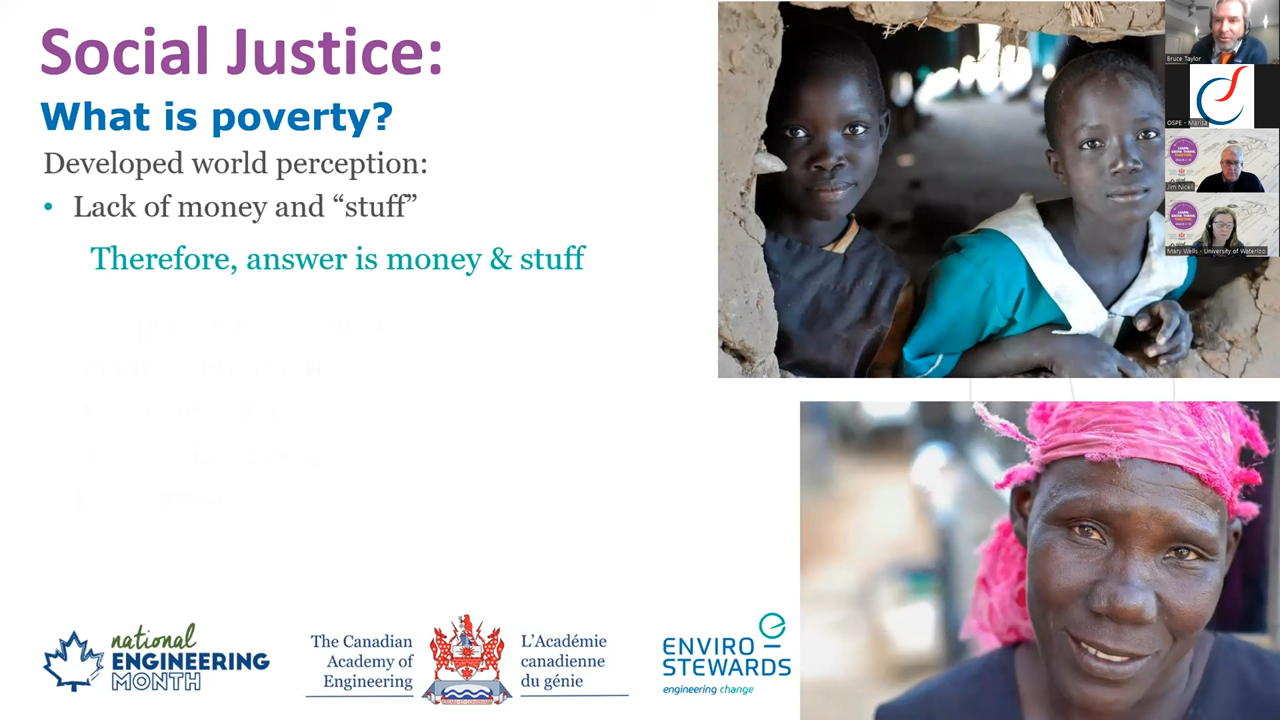 Social Justice:
What is poverty?
Developed world perception:
• Lack of money and “stuff”
Therefore, answer is money & stuff
Bruce Taylor
OSPE - Marisa
Jim Nicell
Mary Wells - University of Waterloo
national
ENGINEERING
MONTH
The Canadian
Academy of
Engineering
L’Académie
canadienne
du génie
ENVIRO
STEWARDS
engineering change